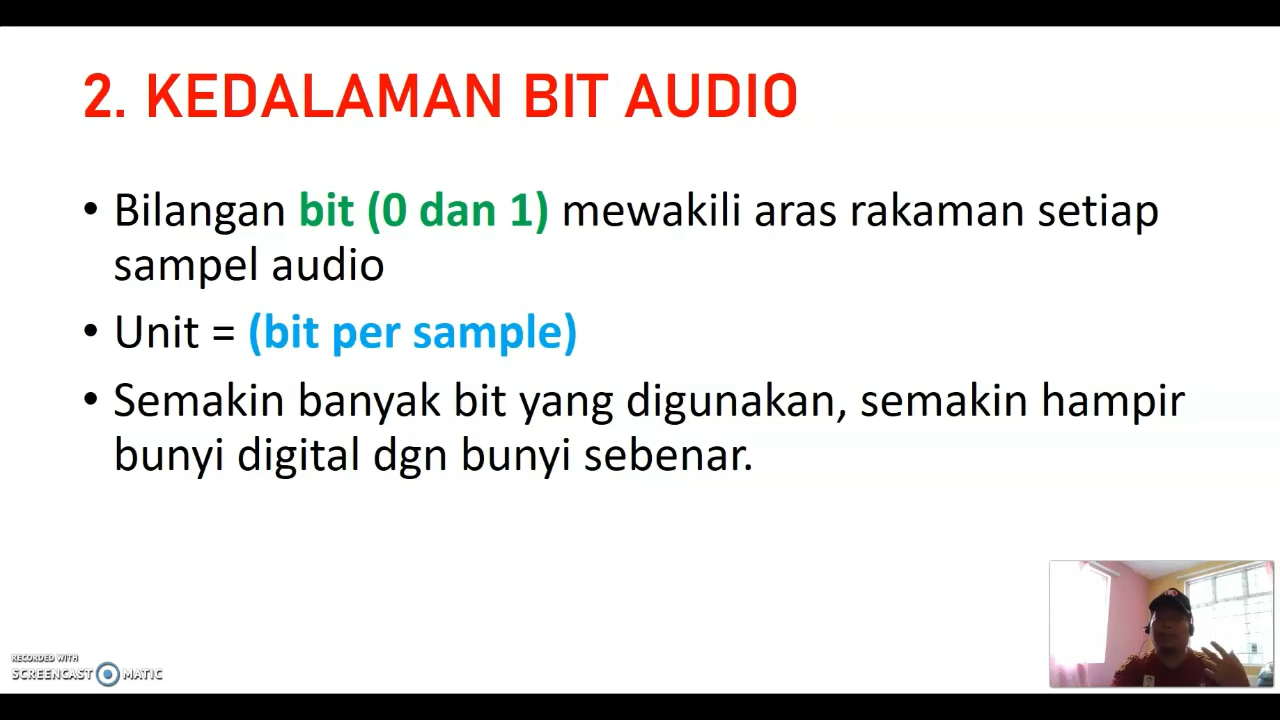 2. KEDALAMAN BIT AUDIO
• Bilangan bit (0 dan 1) mewakili aras rakaman setiap
sampel audio
• Unit = (bit per sample)
• Semakin banyak bit yang digunakan, semakin hampir
bunyi digital dgn bunyi sebenar.
RECORDED WITH
SCREENCAST MATIC